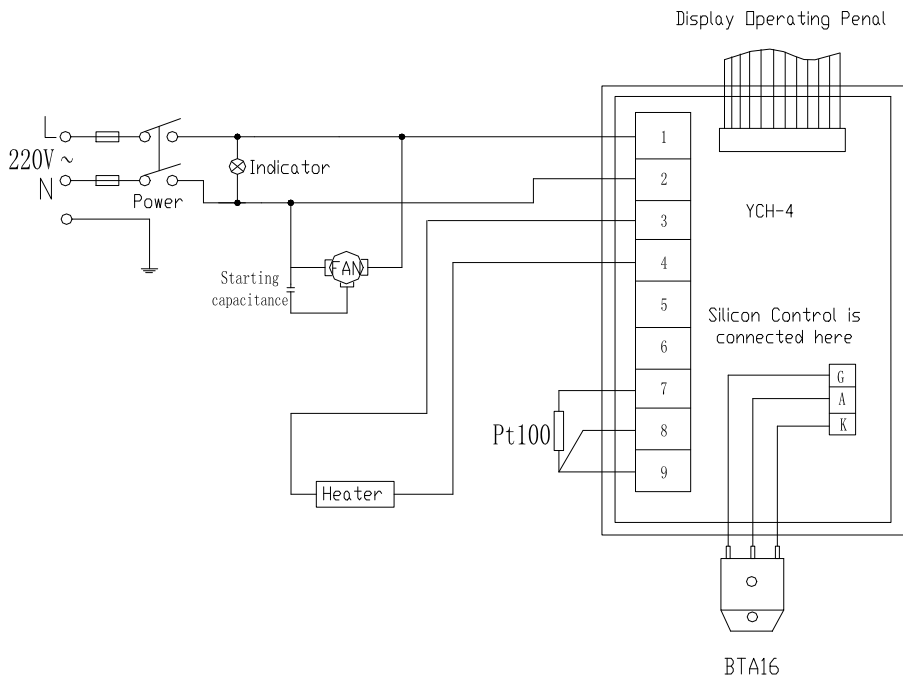 Display Operating Penal
L
220V ~
N
Power
Indicator
FAN
Starting
capacitance
Heater
Pt100
1
2
3
4
5
6
7
8
9
YCH-4
Silicon Control is
connected here
G
A
K
BTA16